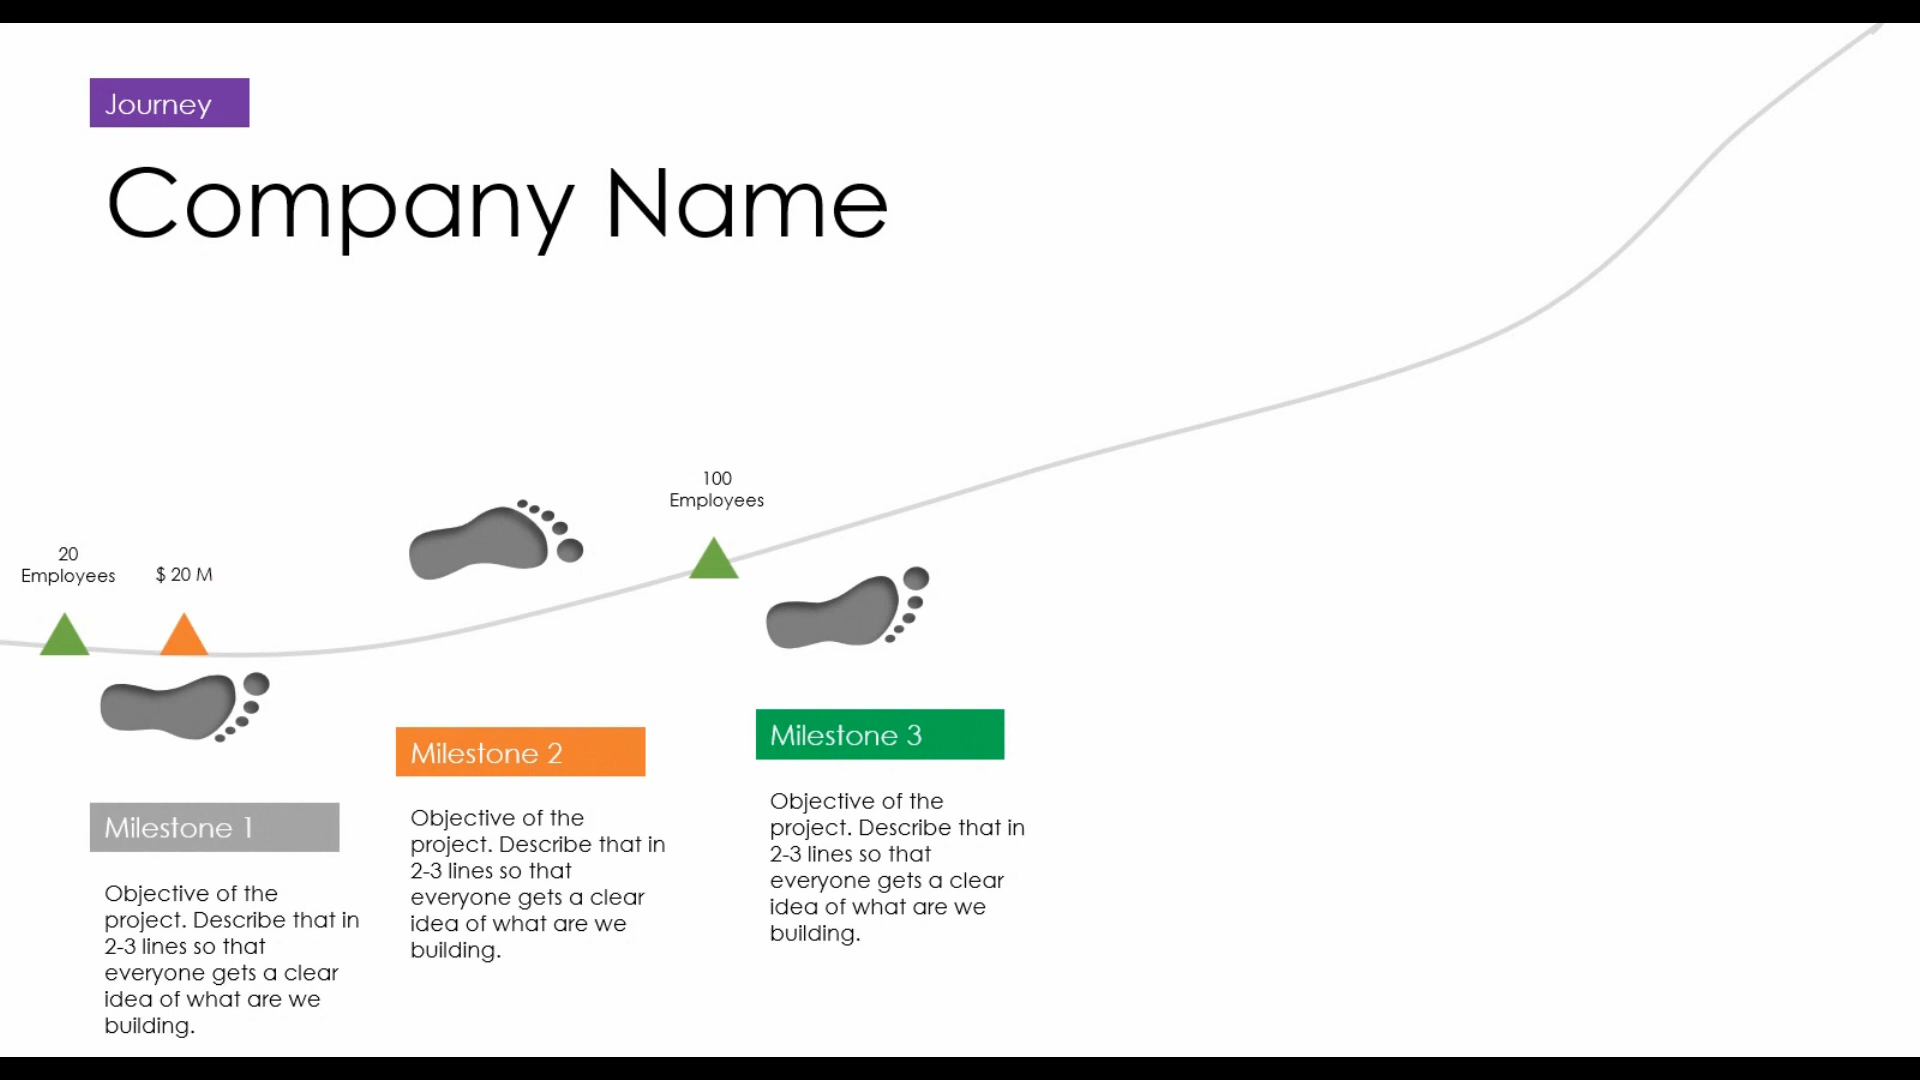 Journey
Company Name
20
Employees
$ 20 M
100
Employees
Milestone 1
Objective of the
project. Describe that in
2-3 lines so that
everyone gets a clear
idea of what are we
building.
Milestone 2
Objective of the
project. Describe that in
2-3 lines so that
everyone gets a clear
idea of what are we
building.
Milestone 3
Objective of the
project. Describe that in
2-3 lines so that
everyone gets a clear
idea of what are we
building.